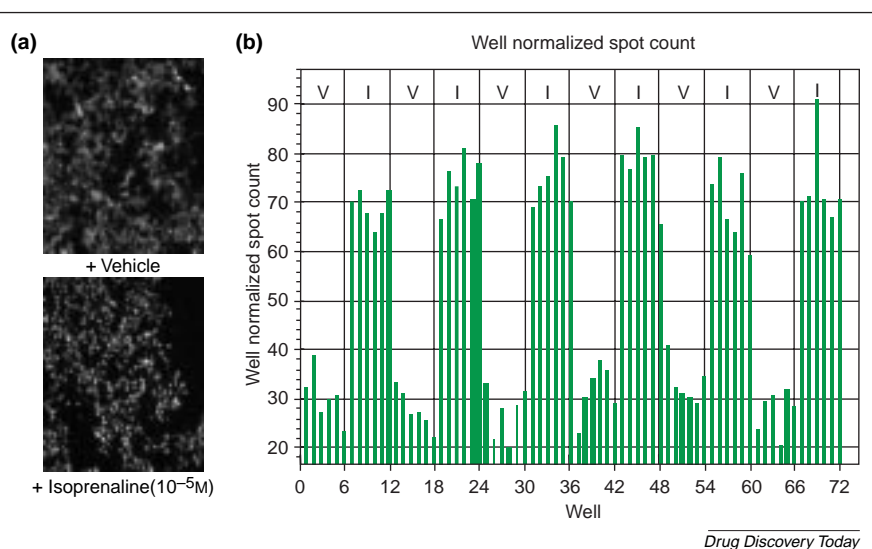 (a)
+ Vehicle
+ Isoprenaline(10⁻⁵M)
(b)
Well normalized spot count
V I V I V I V I V I V I
Well normalized spot count
90
80
70
60
50
40
30
20
0 6 12 18 24 30 36 42 48 54 60 66 72
Well
Drug Discovery Today